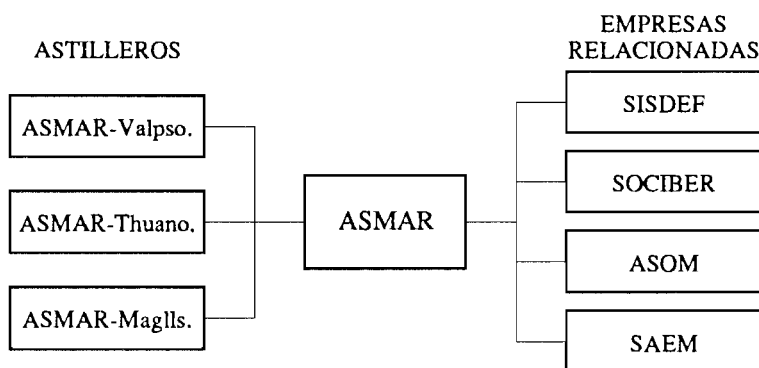 ASTILLEROS
ASMAR-Valpso.
ASMAR-Thuano.
ASMAR-Maglls.
ASMAR
EMPRESAS
RELACIONADAS
SISDEF
SOCIBER
ASOM
SAEM